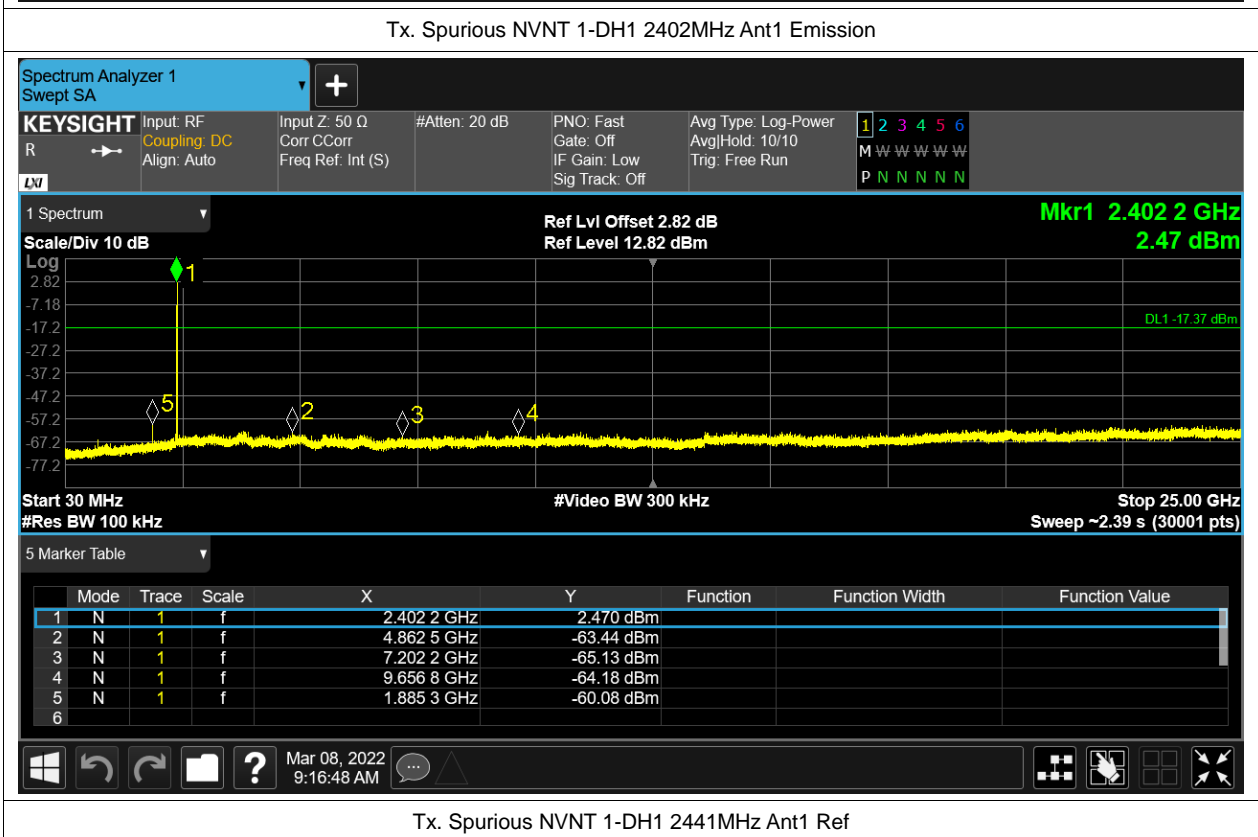 Tx. Spurious NVNT 1-DH1 2402MHz Ant1 Emission
Spectrum Analyzer 1
Swept SA
+
KEYSIGHT
R
LXI
Input: RF
Coupling: DC
Align: Auto
Input Z: 50 Ω
Corr CCorr
Freq Ref: Int (S)
#Atten: 20 dB
PNO: Fast
Gate: Off
IF Gain: Low
Sig Track: Off
Avg Type: Log-Power
Avg|Hold: 10/10
Trig: Free Run
1 2 3 4 5 6
M W W W W W
P N N N N N
1 Spectrum
Scale/Div 10 dB
Ref Lvl Offset 2.82 dB
Ref Level 12.82 dBm
Mkr1 2.402 2 GHz
2.47 dBm
Log
2.82
-7.18
-17.2
-27.2
-37.2
-47.2
-57.2
-67.2
-77.2
1
DL1 -17.37 dBm
5
2
3
4
Start 30 MHz
#Video BW 300 kHz
Stop 25.00 GHz
#Res BW 100 kHz
Sweep ~2.39 s (30001 pts)
5 Marker Table
Mode Trace Scale X Y Function Function Width Function Value
1 N 1 f 2.402 2 GHz 2.470 dBm
2 N 1 f 4.862 5 GHz -63.44 dBm
3 N 1 f 7.202 2 GHz -65.13 dBm
4 N 1 f 9.656 8 GHz -64.18 dBm
5 N 1 f 1.885 3 GHz -60.08 dBm
6
?
Mar 08, 2022
9:16:48 AM
Tx. Spurious NVNT 1-DH1 2441MHz Ant1 Ref